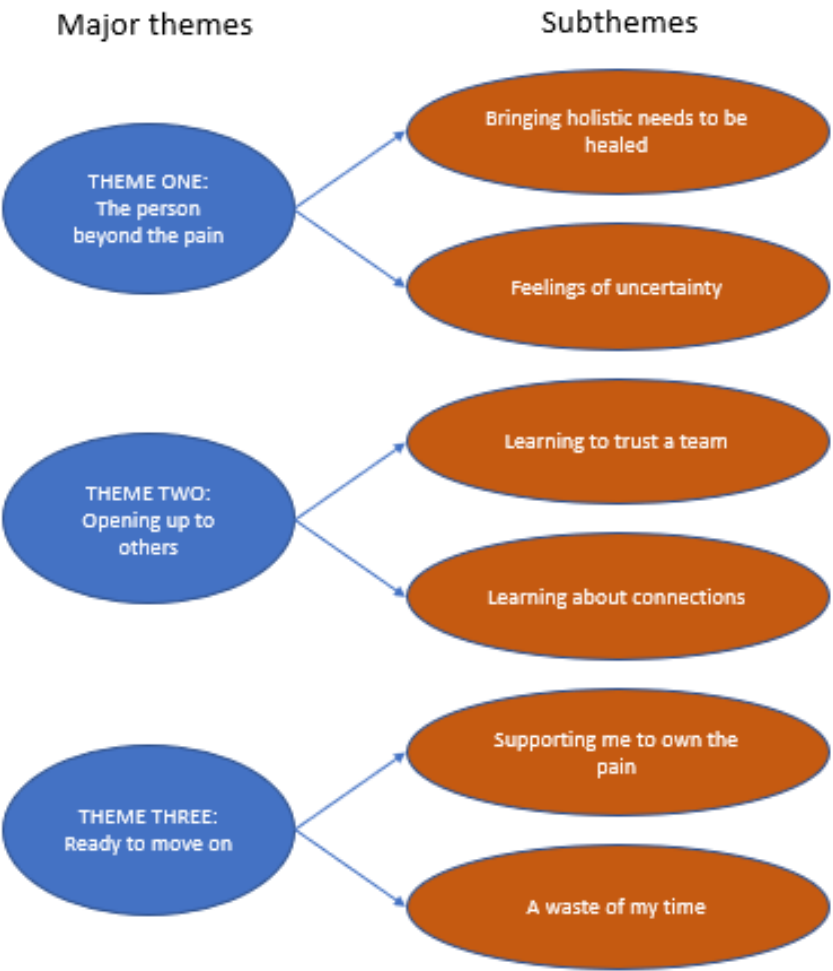 Major themes
Subthemes
THEME ONE:
The person
beyond the pain
Bringing holistic needs to be
healed
Feelings of uncertainty
THEME TWO:
Opening up to
others
Learning to trust a team
Learning about connections
THEME THREE:
Ready to move on
Supporting me to own the
pain
A waste of my time